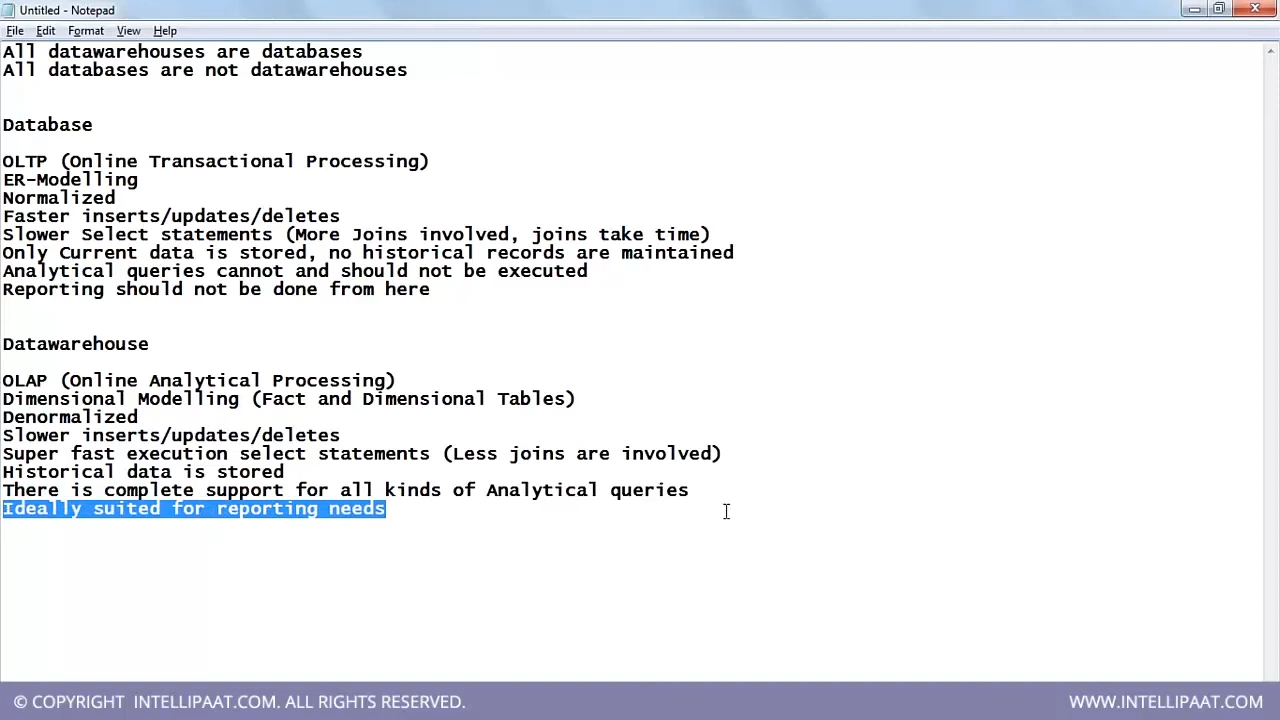 Untitled - Notepad
File Edit Format View Help
All datawarehouses are databases
All databases are not datawarehouses
Database
OLTP (Online Transactional Processing)
ER-Modelling
Normalized
Faster inserts/updates/deletes
Slower Select statements (More Joins involved, joins take time)
Only Current data is stored, no historical records are maintained
Analytical queries cannot and should not be executed
Reporting should not be done from here
Datawarehouse
OLAP (Online Analytical Processing)
Dimensional Modelling (Fact and Dimensional Tables)
Denormalized
Slower inserts/updates/deletes
Super fast execution select statements (Less joins are involved)
Historical data is stored
There is complete support for all kinds of Analytical queries
Ideally suited for reporting needs
© COPYRIGHT INTELLIPAAT.COM. ALL RIGHTS RESERVED. WWW.INTELLIPAAT.COM